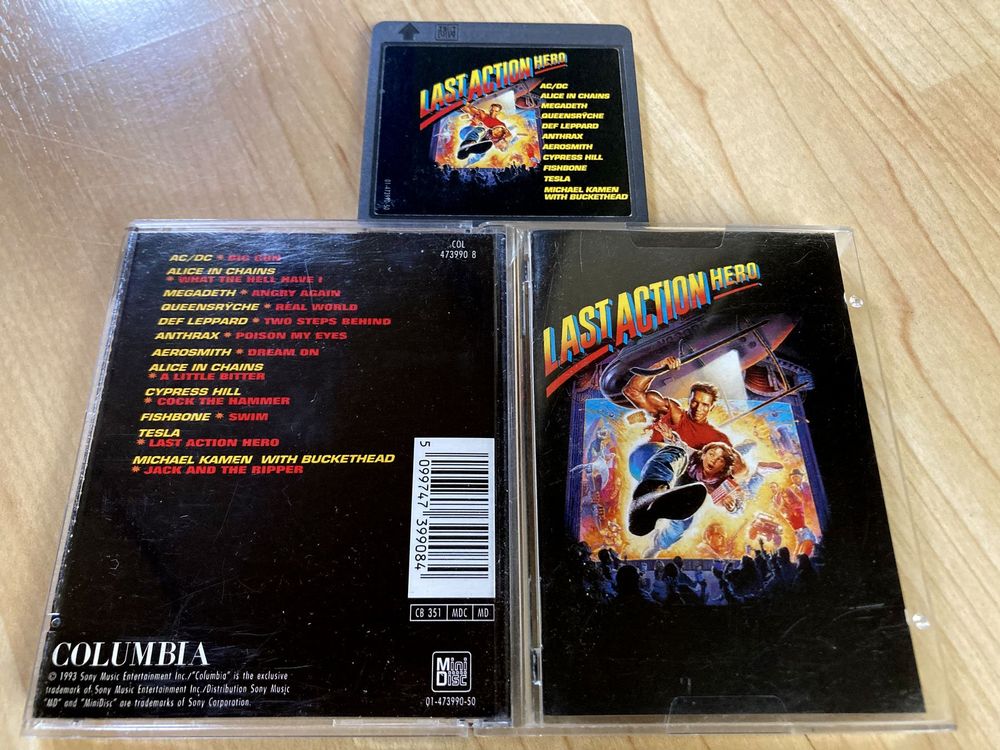 LAST ACTION HERO
AC/DC
ALICE IN CHAINS
MEGADETH
QUEENSRŸCHE
DEF LEPPARD
ANTHRAX
AEROSMITH
CYPRESS HILL
FISHBONE
TESLA
MICHAEL KAMEN
WITH BUCKETHEAD
01-473990-50
COL
473990 8
AC/DC * BIG GUN
ALICE IN CHAINS
* WHAT THE HELL HAVE I
MEGADETH * ANGRY AGAIN
QUEENSRŸCHE * REAL WORLD
DEF LEPPARD * TWO STEPS BEHIND
ANTHRAX * POISON MY EYES
AEROSMITH * DREAM ON
ALICE IN CHAINS
* A LITTLE BITTER
CYPRESS HILL
* COCK THE HAMMER
FISHBONE * SWIM
TESLA
* LAST ACTION HERO
MICHAEL KAMEN WITH BUCKETHEAD
* JACK AND THE RIPPER
5 099747 399084
CB 351 MDC MD
COLUMBIA
© 1993 Sony Music Entertainment Inc./"Columbia" is the exclusive
trademark of Sony Music Entertainment Inc./Distribution Sony Music
"MD" and "MiniDisc" are trademarks of Sony Corporation.
Mini
Disc
01-473990-50
LAST ACTION HERO